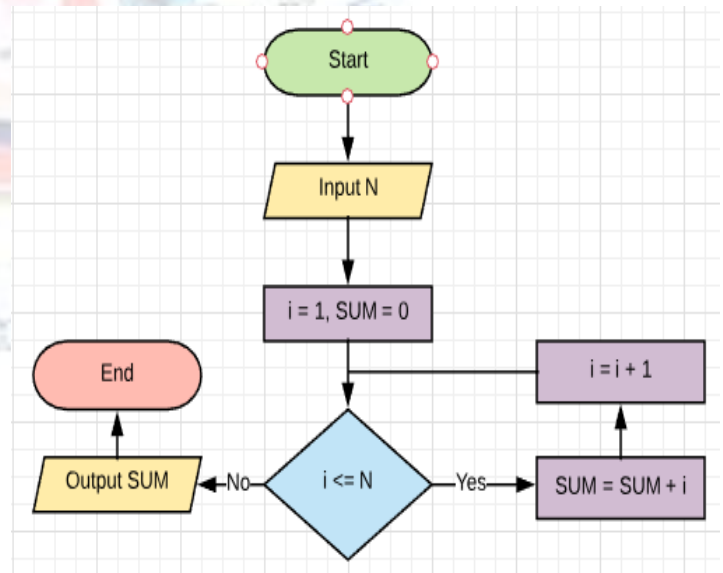 Start
Input N
i = 1, SUM = 0
End
i = i + 1
Output SUM
No
i <= N
Yes
SUM = SUM + i